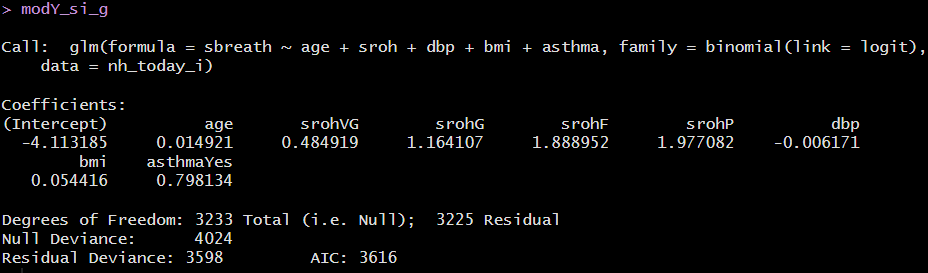 > modY_si_g
Call:  glm(formula = sbreath ~ age + sroh + dbp + bmi + asthma, family = binomial(link = logit),
    data = nh_today_i)
Coefficients:
(Intercept)          age       srohVG        srohG        srohF        srohP          dbp
  -4.113185     0.014921     0.484919     1.164107     1.888952     1.977082    -0.006171
        bmi    asthmaYes
   0.054416     0.798134
Degrees of Freedom: 3233 Total (i.e. Null);  3225 Residual
Null Deviance:      4024
Residual Deviance: 3598        AIC: 3616